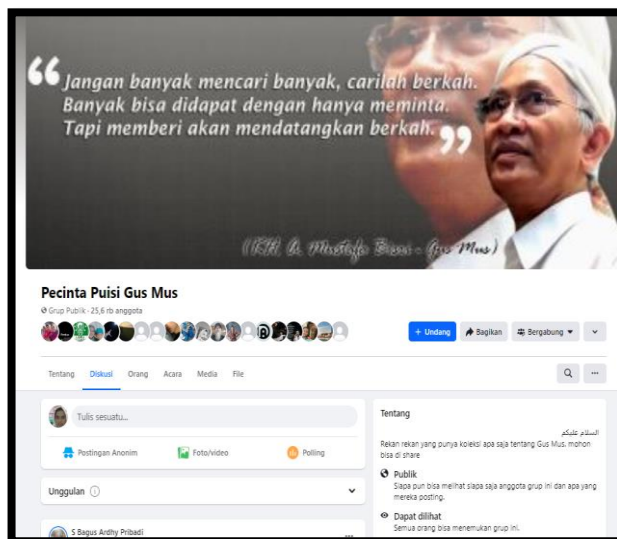 “ Jangan banyak mencari banyak, carilah berkah.
Banyak bisa didapat dengan hanya meminta.
Tapi memberi akan mendatangkan berkah. ”
(KH. A. Mustofa Bisri - Gus Mus)
Pecinta Puisi Gus Mus
Grup Publik · 25,6 rb anggota
+ Undang
Bagikan
Bergabung
Tentang Diskusi Orang Acara Media File
Tulis sesuatu...
Postingan Anonim
Foto/video
Polling
Unggulan
S Bagus Ardhy Pribadi
Tentang
السلام عليكم
Rekan rekan yang punya koleksi apa saja tentang Gus Mus, mohon
bisa di share
Publik
Siapa pun bisa melihat siapa saja anggota grup ini dan apa yang
mereka posting.
Dapat dilihat
Semua orang bisa menemukan grup ini.